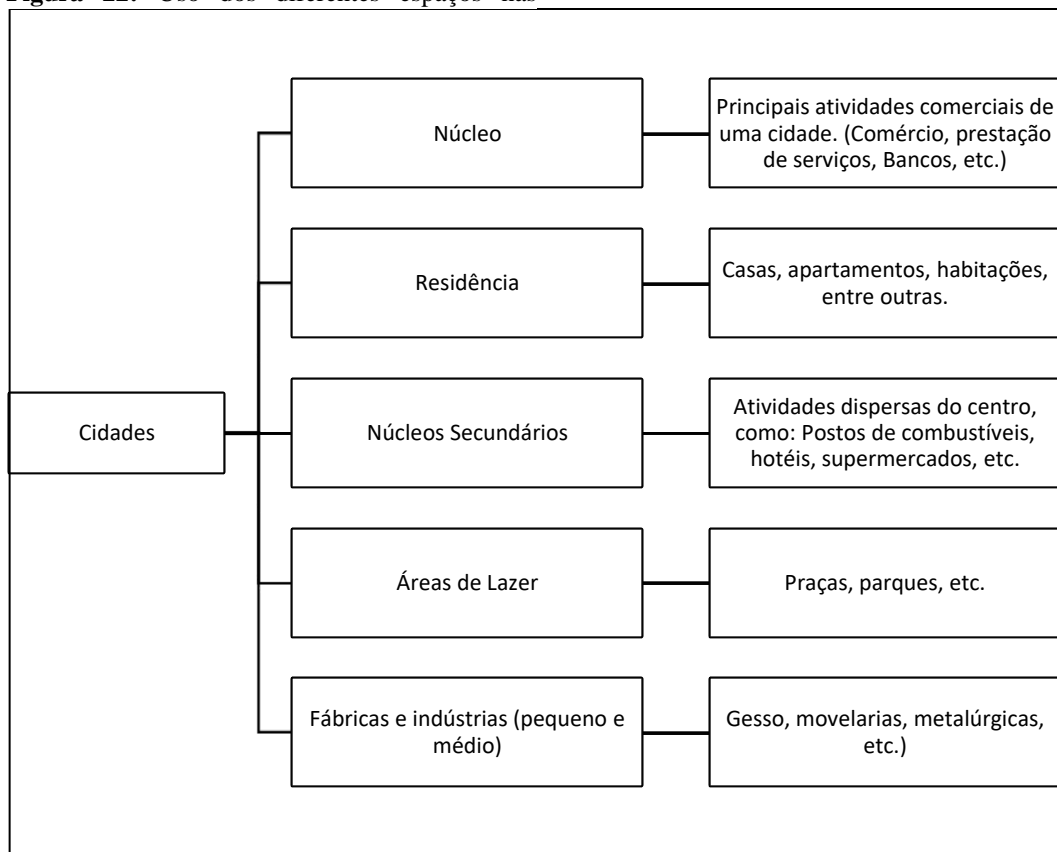 Figura 22: Uso dos diferentes espaços nas
Núcleo
Principais atividades comerciais de
uma cidade. (Comércio, prestação
de serviços, Bancos, etc.)
Residência
Casas, apartamentos, habitações,
entre outras.
Cidades
Núcleos Secundários
Atividades dispersas do centro,
como: Postos de combustíveis,
hotéis, supermercados, etc.
Áreas de Lazer
Praças, parques, etc.
Fábricas e indústrias (pequeno e
médio)
Gesso, movelarias, metalúrgicas,
etc.)